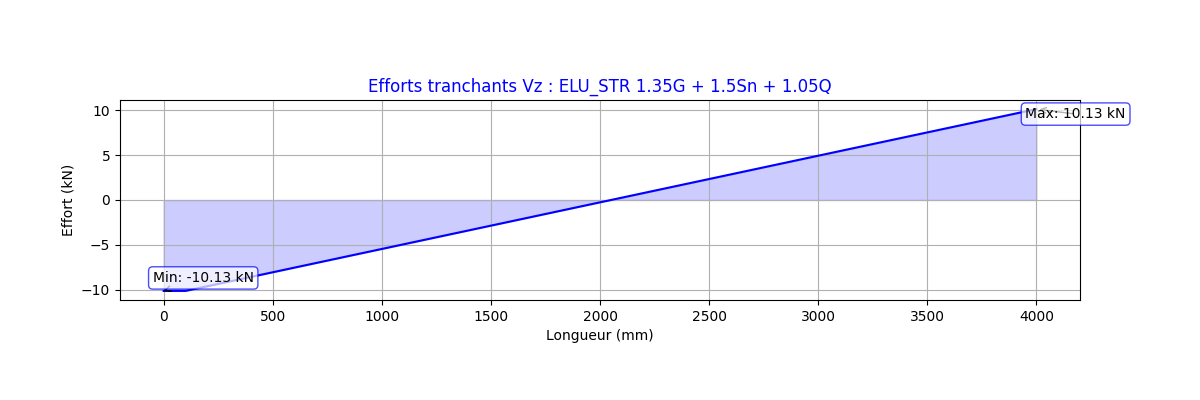 Efforts tranchants Vz : ELU_STR 1.35G + 1.5Sn + 1.05Q
Effort (kN)
10
5
0
−5
−10
Max: 10.13 kN
Min: -10.13 kN
0 500 1000 1500 2000 2500 3000 3500 4000
Longueur (mm)